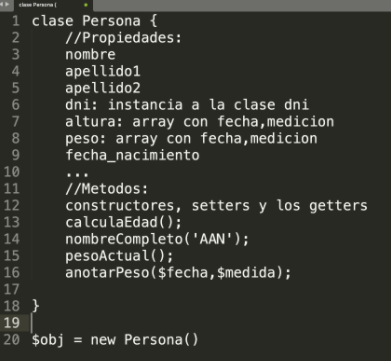 clase Persona {
1 clase Persona {
2 //Propiedades:
3 nombre
4 apellido1
5 apellido2
6 dni: instancia a la clase dni
7 altura: array con fecha,medicion
8 peso: array con fecha,medicion
9 fecha_nacimiento
10 ...
11 //Metodos:
12 constructores, setters y los getters
13 calculaEdad();
14 nombreCompleto('AAN');
15 pesoActual();
16 anotarPeso($fecha,$medida);
17
18 }
19
20 $obj = new Persona()